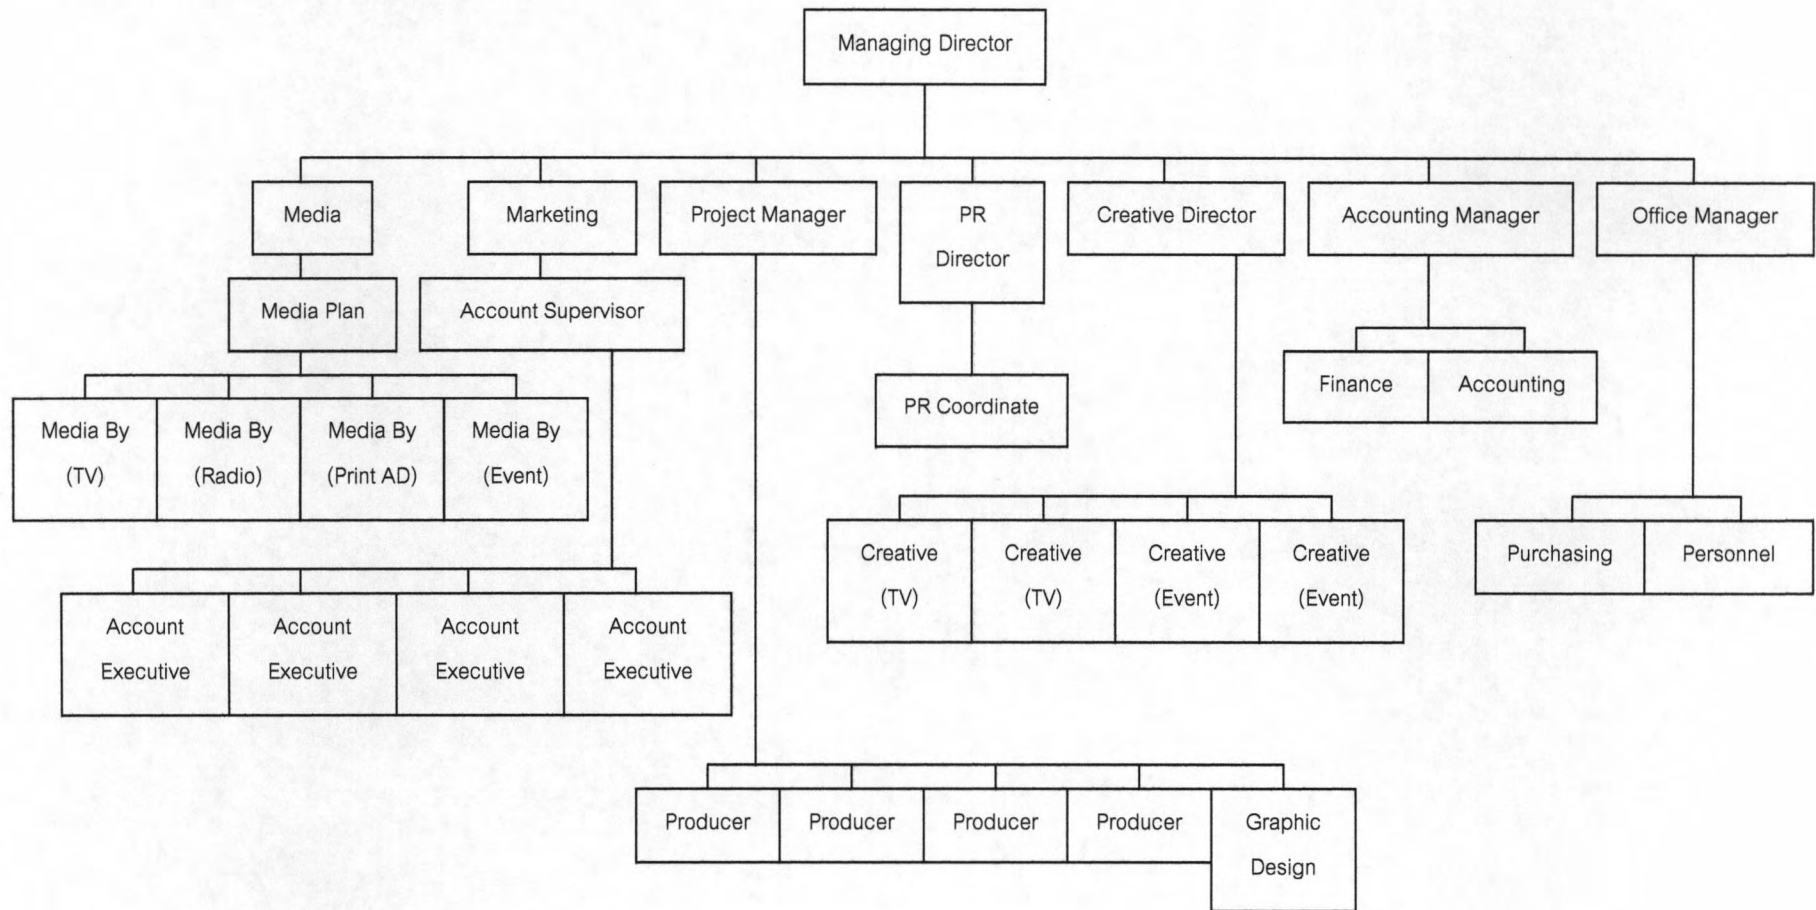 Managing Director
Media
Marketing
Project Manager
PR
Director
Creative Director
Accounting Manager
Office Manager
Media Plan
Account Supervisor
PR Coordinate
Finance
Accounting
Media By
(TV)
Media By
(Radio)
Media By
(Print AD)
Media By
(Event)
Creative
(TV)
Creative
(TV)
Creative
(Event)
Creative
(Event)
Purchasing
Personnel
Account
Executive
Account
Executive
Account
Executive
Account
Executive
Producer
Producer
Producer
Producer
Graphic
Design